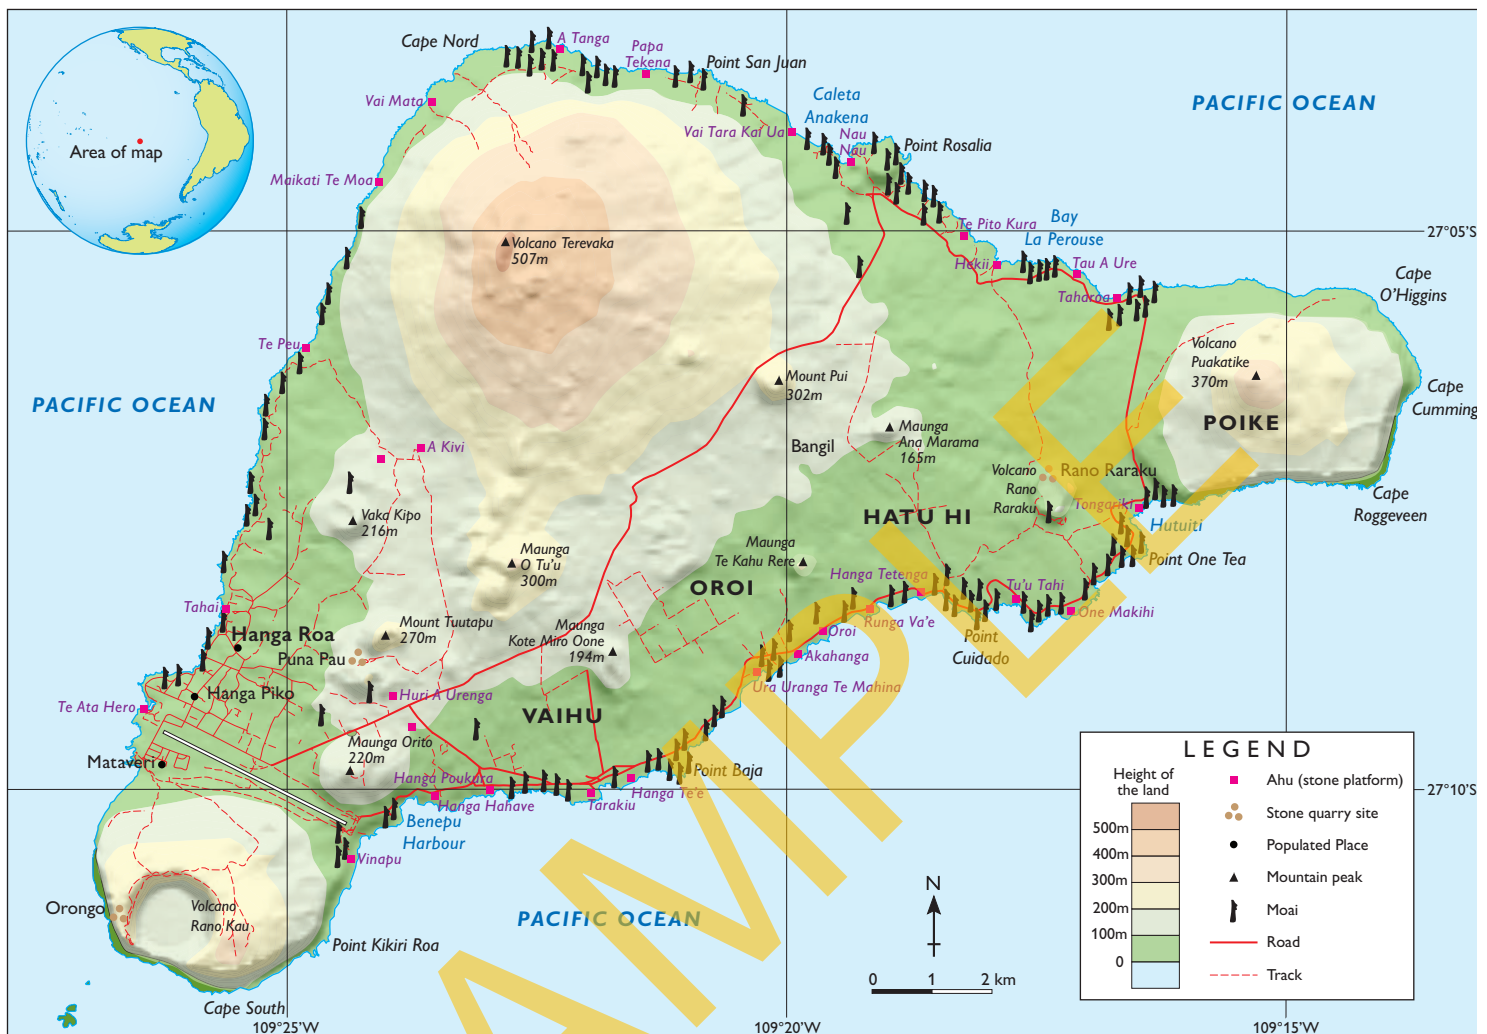 Cape Nord
A Tanga
Papa
Tekena
Point San Juan
PACIFIC OCEAN
Vai Mata
Caleta
Anakena
Vai Tara Kai Ua
Nau
Nau
Point Rosalia
Area of map
Maikati Te Moa
Te Pito Kura
Bay
La Perouse
27°05'S
Volcano Terevaka
507m
Hekii
Tau A Ure
Taharoa
Cape
O'Higgins
Te Peu
Volcano
Puakatike
370m
Mount Pui
302m
PACIFIC OCEAN
Cape
Cumming
POIKE
Bangil
Maunga
Ana Marama
165m
A Kivi
Volcano
Rano
Raraku
Rano Raraku
Tongariki
Cape
Roggeveen
Vaka Kipo
216m
HATU HI
Hutuiti
Maunga
O Tu'u
300m
Maunga
Te Kahu Rere
Point One Tea
OROI
Hanga Tetenga
Tu'u Tahi
Tahai
Hanga Roa
Mount Tuutapu
270m
Maunga
Kote Miro Oone
194m
Runga Va'e
One Makihi
Oroi
Point
Cuidado
Puna Pau
Akahanga
Hanga Piko
Huri A Urenga
Ura Uranga Te Mahina
Te Ata Hero
VAIHU
Maunga Orito
220m
Mataveri
Point Baja
Hanga Poukura
Hanga Te'e
Hanga Hahave
Tarakiu
27°10'S
Benepu
Harbour
Vinapu
Orongo
Volcano
Rano Kau
PACIFIC OCEAN
Point Kikiri Roa
Cape South
N
0 1 2 km
LEGEND
Height of
the land
500m
400m
300m
200m
100m
0
Ahu (stone platform)
Stone quarry site
Populated Place
Mountain peak
Moai
Road
Track
109°25'W
109°20'W
109°15'W
SAMPLE